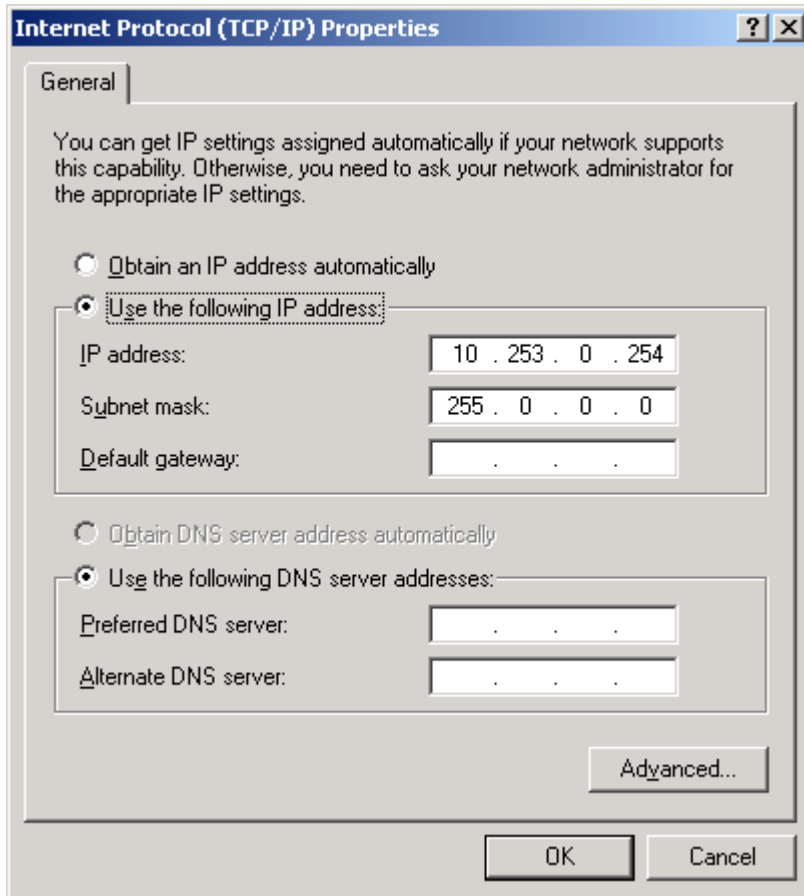 Internet Protocol (TCP/IP) Properties
General
You can get IP settings assigned automatically if your network supports
this capability. Otherwise, you need to ask your network administrator for
the appropriate IP settings.
Obtain an IP address automatically
Use the following IP address:
IP address: 10 . 253 . 0 . 254
Subnet mask: 255 . 0 . 0 . 0
Default gateway: . . .
Obtain DNS server address automatically
Use the following DNS server addresses:
Preferred DNS server: . . .
Alternate DNS server: . . .
Advanced...
OK Cancel